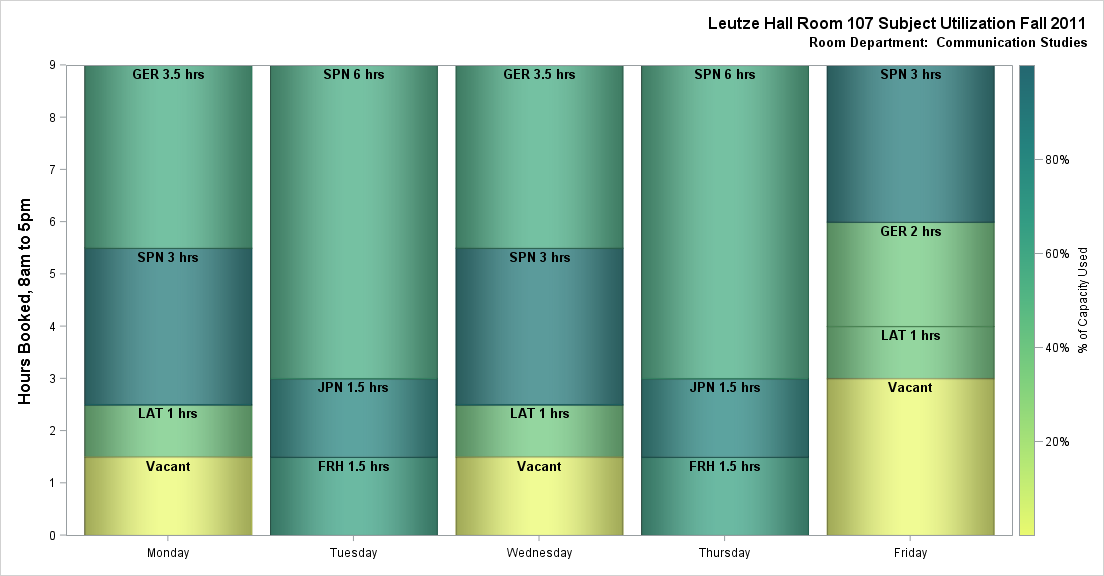 Leutze Hall Room 107 Subject Utilization Fall 2011
Room Department:  Communication Studies
Hours Booked, 8am to 5pm
9
8
7
6
5
4
3
2
1
0
GER 3.5 hrs
SPN 3 hrs
LAT 1 hrs
Vacant
SPN 6 hrs
JPN 1.5 hrs
FRH 1.5 hrs
GER 3.5 hrs
SPN 3 hrs
LAT 1 hrs
Vacant
SPN 6 hrs
JPN 1.5 hrs
FRH 1.5 hrs
SPN 3 hrs
GER 2 hrs
LAT 1 hrs
Vacant
Monday
Tuesday
Wednesday
Thursday
Friday
80%
60%
40%
20%
% of Capacity Used